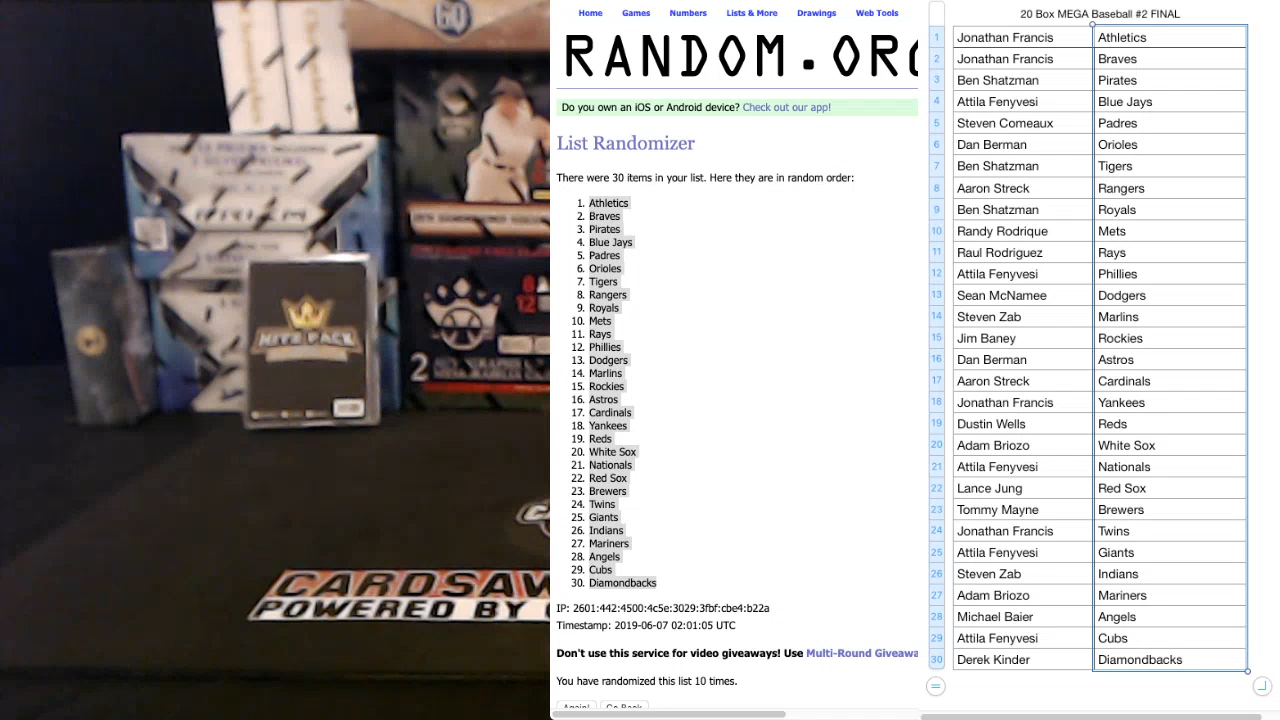 Home Games Numbers Lists & More Drawings Web Tools
RANDOM.ORG
Do you own an iOS or Android device? Check out our app!
List Randomizer
There were 30 items in your list. Here they are in random order:
1. Athletics
2. Braves
3. Pirates
4. Blue Jays
5. Padres
6. Orioles
7. Tigers
8. Rangers
9. Royals
10. Mets
11. Rays
12. Phillies
13. Dodgers
14. Marlins
15. Rockies
16. Astros
17. Cardinals
18. Yankees
19. Reds
20. White Sox
21. Nationals
22. Red Sox
23. Brewers
24. Twins
25. Giants
26. Indians
27. Mariners
28. Angels
29. Cubs
30. Diamondbacks
IP: 2601:442:4500:4c5e:3029:3fbf:cbe4:b22a
Timestamp: 2019-06-07 02:01:05 UTC
Don't use this service for video giveaways! Use Multi-Round Giveawa
You have randomized this list 10 times.
Again! Go Back
20 Box MEGA Baseball #2 FINAL
1 Jonathan Francis Athletics
2 Jonathan Francis Braves
3 Ben Shatzman Pirates
4 Attila Fenyvesi Blue Jays
5 Steven Comeaux Padres
6 Dan Berman Orioles
7 Ben Shatzman Tigers
8 Aaron Streck Rangers
9 Ben Shatzman Royals
10 Randy Rodrique Mets
11 Raul Rodriguez Rays
12 Attila Fenyvesi Phillies
13 Sean McNamee Dodgers
14 Steven Zab Marlins
15 Jim Baney Rockies
16 Dan Berman Astros
17 Aaron Streck Cardinals
18 Jonathan Francis Yankees
19 Dustin Wells Reds
20 Adam Briozo White Sox
21 Attila Fenyvesi Nationals
22 Lance Jung Red Sox
23 Tommy Mayne Brewers
24 Jonathan Francis Twins
25 Attila Fenyvesi Giants
26 Steven Zab Indians
27 Adam Briozo Mariners
28 Michael Baier Angels
29 Attila Fenyvesi Cubs
30 Derek Kinder Diamondbacks
60
PRIZM
HITS PACK
2
CARDSAW
POWERED BY